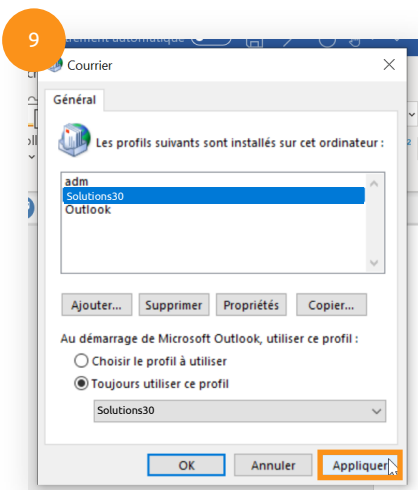 9
Courrier
Général
Les profils suivants sont installés sur cet ordinateur :
adm
Solutions30
Outlook
Ajouter...
Supprimer
Propriétés
Copier...
Au démarrage de Microsoft Outlook, utiliser ce profil :
Choisir le profil à utiliser
Toujours utiliser ce profil
Solutions30
OK
Annuler
Appliquer